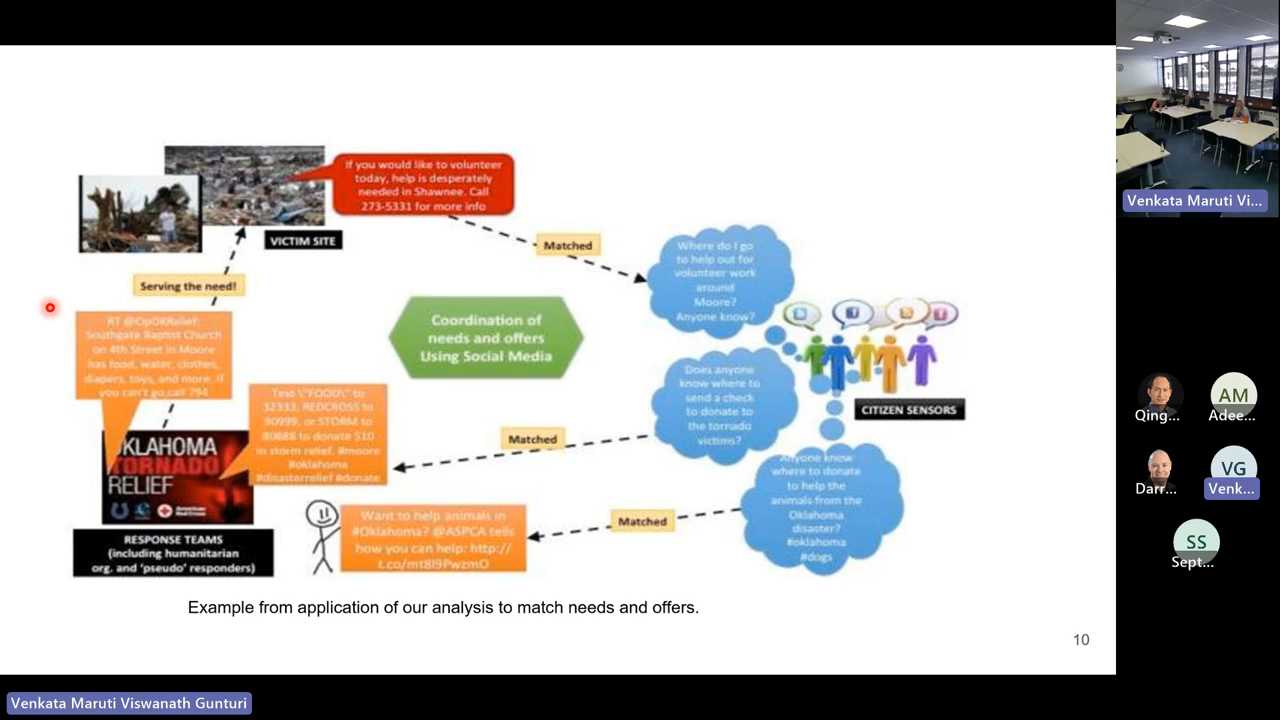 If you would like to volunteer
today, help is desperately
needed in Shawnee. Call
273-5331 for more info
VICTIM SITE
Matched
Serving the need!
Where do I go
to help out for
volunteer work
around
Moore?
Anyone know?
Coordination of
needs and offers
Using Social Media
RT @OpOKRelief:
Southgate Baptist Church
on 4th Street in Moore
has food, water, clothes,
diapers, toys, and more. If
you can't go,call 794
Does anyone
know where to
send a check
to donate to
the tornado
victims?
CITIZEN SENSORS
Text \"FOOD\" to
32333, REDCROSS to
90999, or STORM to
80888 to donate $10
in storm relief. #moore
#oklahoma
#disasterrelief #donate
Matched
OKLAHOMA
TORNADO
RELIEF
American
Red Cross
Anyone know
where to donate
to help the
animals from the
Oklahoma
disaster?
#oklahoma
#dogs
Matched
Want to help animals in
#Oklahoma? @ASPCA tells
how you can help: http://
t.co/mt8l9PwzmO
RESPONSE TEAMS
(including humanitarian
org. and 'pseudo' responders)
Example from application of our analysis to match needs and offers.
10
Venkata Maruti Vi...
Qing...
AM
Adee...
Darr...
VG
Venk...
SS
Sept...
Venkata Maruti Viswanath Gunturi